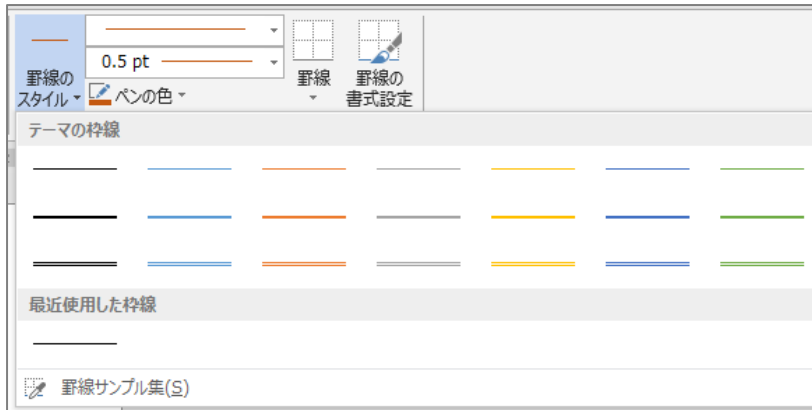 0.5 pt
罫線の
スタイル
ペンの色
罫線
罫線の
書式設定
テーマの枠線
最近使用した枠線
罫線サンプル集(S)